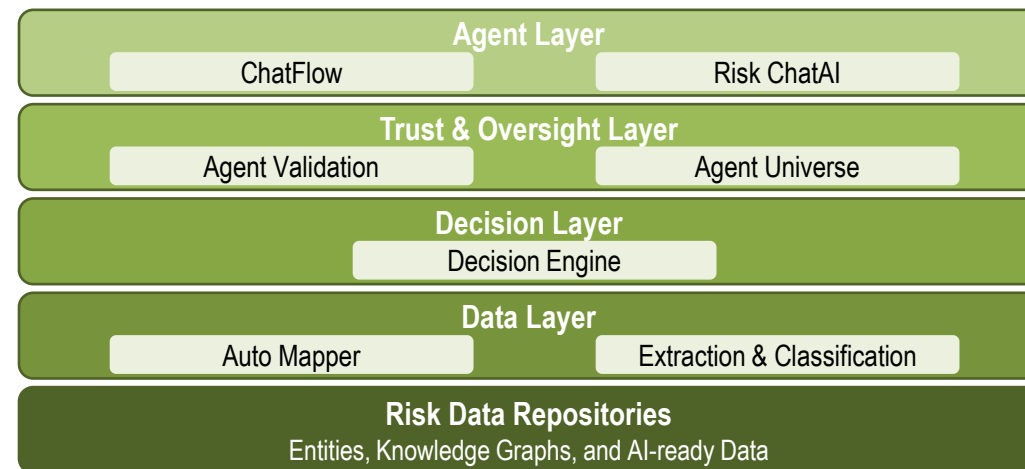 Agent Layer
ChatFlow
Risk ChatAI
Trust & Oversight Layer
Agent Validation
Agent Universe
Decision Layer
Decision Engine
Data Layer
Auto Mapper
Extraction & Classification
Risk Data Repositories
Entities, Knowledge Graphs, and AI-ready Data